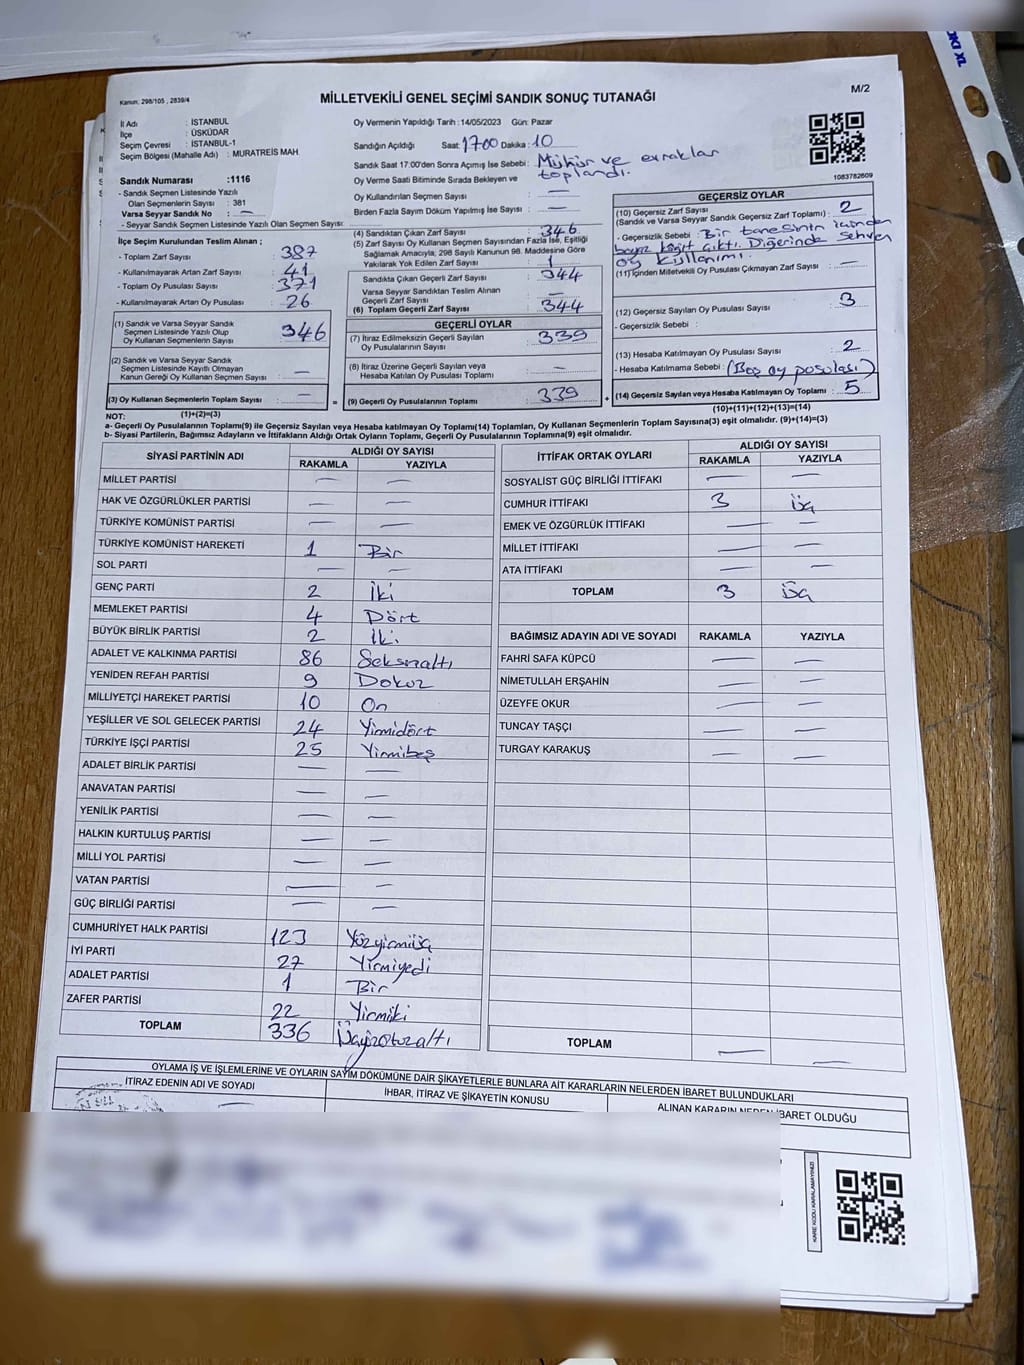 Kanun, 298/105 , 2839/4
MİLLETVEKİLİ GENEL SEÇİMİ SANDIK SONUÇ TUTANAĞI
M/2
İl Adı : İSTANBUL
İlçe : ÜSKÜDAR
Seçim Çevresi : İSTANBUL-1
Seçim Bölgesi (Mahalle Adı) : MURATREİS MAH
Sandık Numarası :1116
- Sandık Seçmen Listesinde Yazılı
Olan Seçmenlerin Sayısı : 381
Varsa Seyyar Sandık No : —
- Seyyar Sandık Seçmen Listesinde Yazılı Olan Seçmen Sayısı:
İlçe Seçim Kurulundan Teslim Alınan ;
- Toplam Zarf Sayısı : 387
- Kullanılmayarak Artan Zarf Sayısı : 41
- Toplam Oy Pusulası Sayısı : 371
- Kullanılmayarak Artan Oy Pusulası : 26
(1) Sandık ve Varsa Seyyar Sandık
Seçmen Listesinde Yazılı Olup
Oy Kullanan Seçmenlerin Sayısı : 346
(2) Sandık ve Varsa Seyyar Sandık
Seçmen Listesinde Kayıtlı Olmayan
Kanun Gereği Oy Kullanan Seçmen Sayısı : —
(3) Oy Kullanan Seçmenlerin Toplam Sayısı : —
(1)+(2)=(3)
Oy Vermenin Yapıldığı Tarih :14/05/2023 Gün: Pazar
Sandığın Açıldığı Saat: 1700 Dakika : 10
Sandık Saat 17:00'den Sonra Açımış İse Sebebi: Mühür ve evraklar
toplandı.
Oy Verme Saati Bitiminde Sırada Bekleyen ve
Oy Kullandırılan Seçmen Sayısı : —
Birden Fazla Sayım Döküm Yapılmış İse Sayısı : —
(4) Sandıktan Çıkan Zarf Sayısı : 346
(5) Zarf Sayısı Oy Kullanan Seçmen Sayısından Fazla İse, Eşitliği
Sağlamak Amacıyla, 298 Sayılı Kanunun 98. Maddesine Göre
Yakılarak Yok Edilen Zarf Sayısı :
Sandıkta Çıkan Geçerli Zarf Sayısı : 344
Varsa Seyyar Sandıktan Teslim Alınan
Geçerli Zarf Sayısı : —
(6) Toplam Geçerli Zarf Sayısı : 344
GEÇERLİ OYLAR
(7) İtiraz Edilmeksizin Geçerli Sayılan
Oy Pusulalarının Sayısı : 339
(8) İtiraz Üzerine Geçerli Sayılan veya
Hesaba Katılan Oy Pusulası Toplamı : —
= (9) Geçerli Oy Pusulalarının Toplamı : 339
1083782609
GEÇERSİZ OYLAR
(10) Geçersiz Zarf Sayısı
(Sandık ve Varsa Seyyar Sandık Geçersiz Zarf Toplamı) : 2
- Geçersizlik Sebebi : Bir tanesinin içinden
beyaz kağıt çıktı. Diğerinde sehven
oy kullanımı.
(11) İçinden Milletvekili Oy Pusulası Çıkmayan Zarf Sayısı : —
(12) Geçersiz Sayılan Oy Pusulası Sayısı : 3
- Geçersizlik Sebebi :
(13) Hesaba Katılmayan Oy Pusulası Sayısı : 2
- Hesaba Katılmama Sebebi : (Boş oy pusulası)
+ (14) Geçersiz Sayılan veya Hesaba Katılmayan Oy Toplamı : 5
(10)+(11)+(12)+(13)=(14)
NOT:
a- Geçerli Oy Pusulalarının Toplamı(9) ile Geçersiz Sayılan veya Hesaba katılmayan Oy Toplamı(14) Toplamları, Oy Kullanan Seçmenlerin Toplam Sayısına(3) eşit olmalıdır. (9)+(14)=(3)
b- Siyasi Partilerin, Bağımsız Adayların ve İttifakların Aldığı Ortak Oyların Toplamı, Geçerli Oy Pusulalarının Toplamına(9) eşit olmalıdır.
SİYASİ PARTİNİN ADI ALDIĞI OY SAYISI
RAKAMLA YAZIYLA
MİLLET PARTİSİ — —
HAK VE ÖZGÜRLÜKLER PARTİSİ — —
TÜRKİYE KOMÜNİST PARTİSİ — —
TÜRKİYE KOMÜNİST HAREKETİ 1 Bir
SOL PARTİ — —
GENÇ PARTİ 2 İki
MEMLEKET PARTİSİ 4 Dört
BÜYÜK BİRLİK PARTİSİ 2 İki
ADALET VE KALKINMA PARTİSİ 86 Seksenaltı
YENİDEN REFAH PARTİSİ 9 Dokuz
MİLLİYETÇİ HAREKET PARTİSİ 10 On
YEŞİLLER VE SOL GELECEK PARTİSİ 24 Yirmidört
TÜRKİYE İŞÇİ PARTİSİ 25 Yirmibeş
ADALET BİRLİK PARTİSİ — —
ANAVATAN PARTİSİ — —
YENİLİK PARTİSİ — —
HALKIN KURTULUŞ PARTİSİ — —
MİLLİ YOL PARTİSİ — —
VATAN PARTİSİ — —
GÜÇ BİRLİĞİ PARTİSİ — —
CUMHURİYET HALK PARTİSİ 123 Yüzyirmiüç
İYİ PARTİ 27 Yirmiyedi
ADALET PARTİSİ 1 Bir
ZAFER PARTİSİ 22 Yirmiki
TOPLAM 336 Üçyüzotuzaltı
İTTİFAK ORTAK OYLARI ALDIĞI OY SAYISI
RAKAMLA YAZIYLA
SOSYALİST GÜÇ BİRLİĞİ İTTİFAKI — —
CUMHUR İTTİFAKI 3 üç
EMEK VE ÖZGÜRLÜK İTTİFAKI — —
MİLLET İTTİFAKI — —
ATA İTTİFAKI — —
TOPLAM 3 üç
BAĞIMSIZ ADAYIN ADI VE SOYADI RAKAMLA YAZIYLA
FAHRİ SAFA KÜPCÜ — —
NİMETULLAH ERŞAHİN — —
ÜZEYFE OKUR — —
TUNCAY TAŞÇI — —
TURGAY KARAKUŞ — —
TOPLAM — —
OYLAMA İŞ VE İŞLEMLERİNE VE OYLARIN SAYIM DÖKÜMÜNE DAİR ŞİKAYETLERLE BUNLARA AİT KARARLARIN NELERDEN İBARET BULUNDUKLARI
İTİRAZ EDENİN ADI VE SOYADI
İHBAR, İTİRAZ VE ŞİKAYETİN KONUSU
ALINAN KARARIN NEDEN İBARET OLDUĞU
KARE KODU KARALAMAYINIZ!